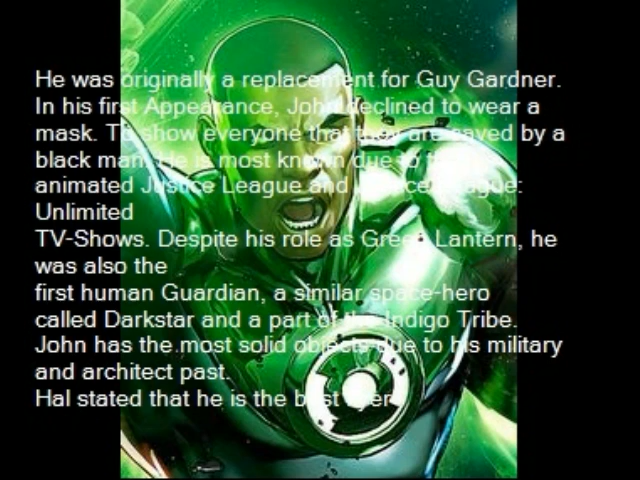 He was originally a replacement for Guy Gardner.
In his first Appearance, John declined to wear a
mask. To show everyone that they are saved by a
black man. He is most known due to the
animated Justice League and Justice League:
Unlimited
TV-Shows. Despite his role as Green Lantern, he
was also the
first human Guardian, a similar space-hero
called Darkstar and a part of the Indigo Tribe.
John has the most solid objects due to his military
and architect past.
Hal stated that he is the best